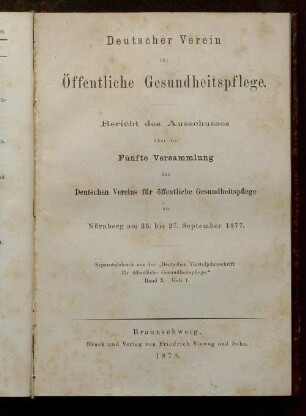 Deutscher Verein
für
Öffentliche Gesundheitspflege.
Bericht des Ausschusses
über die
Fünfte Versammlung
des
Deutschen Vereins für öffentliche Gesundheitspflege
zu
Nürnberg am 25. bis 27. September 1877.
Separatabdruck aus der „Deutschen Vierteljahrsschrift
für öffentliche Gesundheitspflege.“
Band X. Heft 1.
Braunschweig,
Druck und Verlag von Friedrich Vieweg und Sohn.
1878.